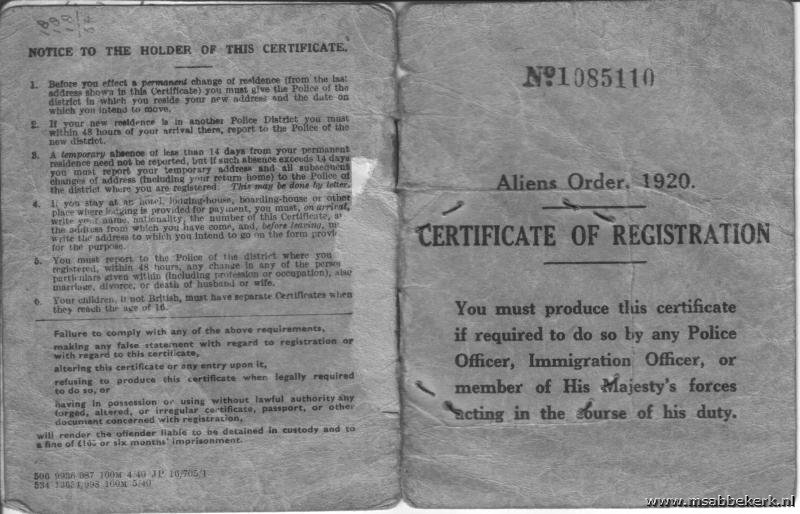 NOTICE TO THE HOLDER OF THIS CERTIFICATE.
1. Before you effect a permanent change of residence (from the last
address shown in this Certificate) you must give the Police of the
district in which you reside your new address and the date on
which you intend to move.
2. If your new residence is in another Police District you must
within 48 hours of your arrival there, report to the Police of the
new district.
3. A temporary absence of less than 14 days from your permanent
residence need not be reported, but if such absence exceeds 14 days
you must report your temporary address and all subsequent
changes of address (including your return home) to the Police of
the district where you are registered. This may be done by letter.
4. If you stay at an hotel, lodging-house, boarding-house or other
place where lodging is provided for payment, you must, on arrival,
write your name, nationality, the number of this Certificate,
the address from which you have come, and, before leaving,
write the address to which you intend to go on the form
for the purpose.
5. You must report to the Police of the district where you
registered, within 48 hours, any change in any of the
particulars given within (including profession or occupation), also
marriage, divorce, or death of husband or wife.
6. Your children, if not British, must have separate Certificates when
they reach the age of 16.
Failure to comply with any of the above requirements,
making any false statement with regard to registration or
with regard to this certificate,
altering this certificate or any entry upon it,
refusing to produce this certificate when legally required
to do so, or
having in possession or using without lawful authority any
forged, altered, or irregular certificate, passport, or other
document concerned with registration,
will render the offender liable to be detained in custody and to
a fine of £100 or six months' imprisonment.
100M 4/40 JP
100M 5/40
Nº 1085110
Aliens Order, 1920.
CERTIFICATE OF REGISTRATION
You must produce this certificate
if required to do so by any Police
Officer, Immigration Officer, or
member of His Majesty's forces
acting in the course of his duty.
www.msabbekerk.nl